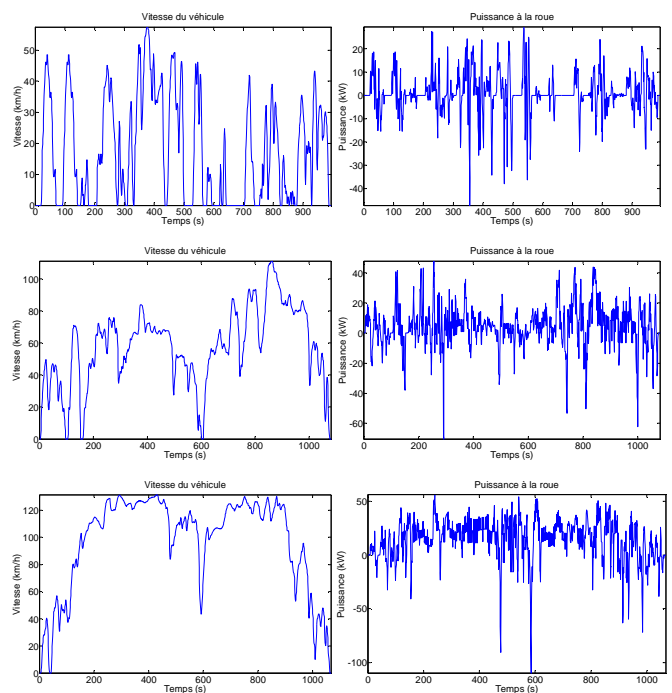 Vitesse du véhicule
Puissance à la roue
Vitesse (km/h)
50
40
30
20
10
0
0 100 200 300 400 500 600 700 800 900
Temps (s)
Puissance (kW)
20
10
0
-10
-20
-30
-40
0 100 200 300 400 500 600 700 800 900
Temps (s)
Vitesse du véhicule
Puissance à la roue
Vitesse (km/h)
100
80
60
40
20
0
0 200 400 600 800 1000
Temps (s)
Puissance (kW)
40
20
0
-20
-40
-60
0 200 400 600 800 1000
Temps (s)
Vitesse du véhicule
Puissance à la roue
Vitesse (km/h)
120
100
80
60
40
20
0
0 200 400 600 800 1000
Temps (s)
Puissance (kW)
50
0
-50
-100
0 200 400 600 800 1000
Temps (s)